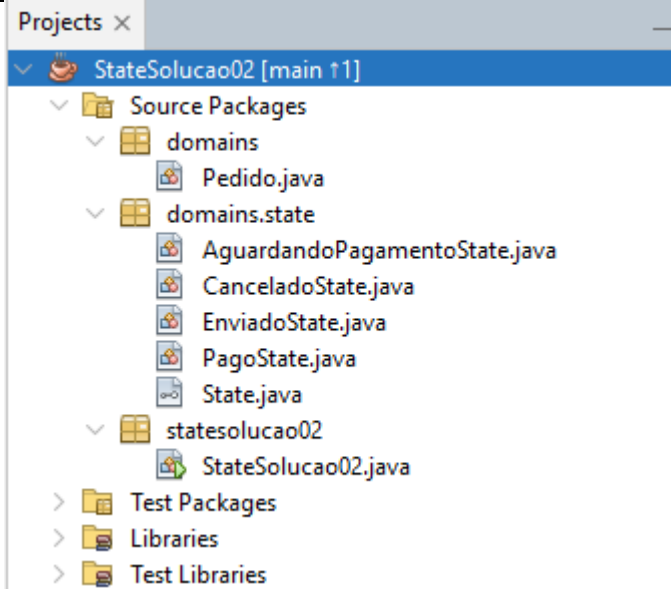 Projects ×
StateSolucao02 [main ↑1]
Source Packages
domains
Pedido.java
domains.state
AguardandoPagamentoState.java
CanceladoState.java
EnviadoState.java
PagoState.java
State.java
statesolucao02
StateSolucao02.java
Test Packages
Libraries
Test Libraries